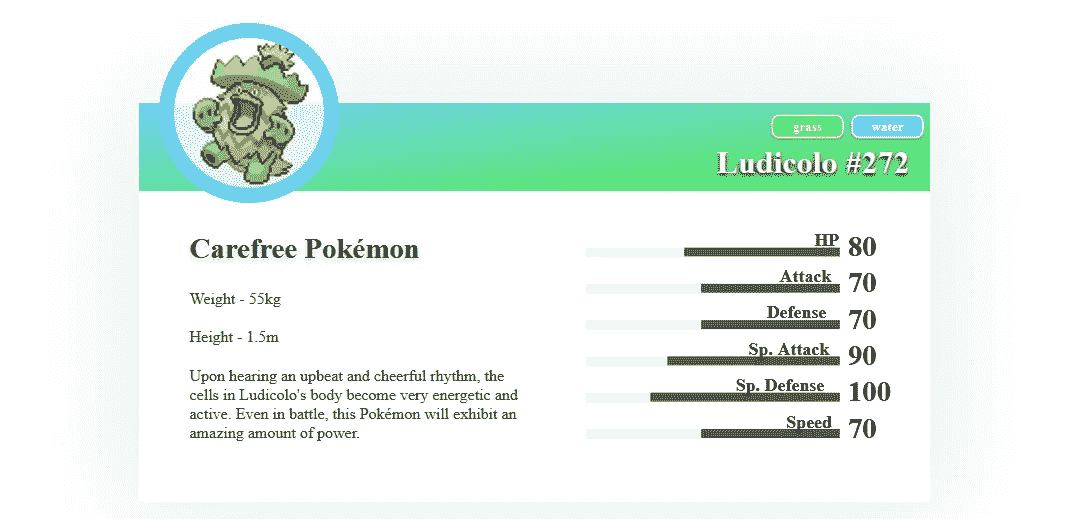 grass water
Ludicolo #272
Carefree Pokémon
Weight - 55kg
Height - 1.5m
Upon hearing an upbeat and cheerful rhythm, the
cells in Ludicolo's body become very energetic and
active. Even in battle, this Pokémon will exhibit an
amazing amount of power.
HP 80
Attack 70
Defense 70
Sp. Attack 90
Sp. Defense 100
Speed 70